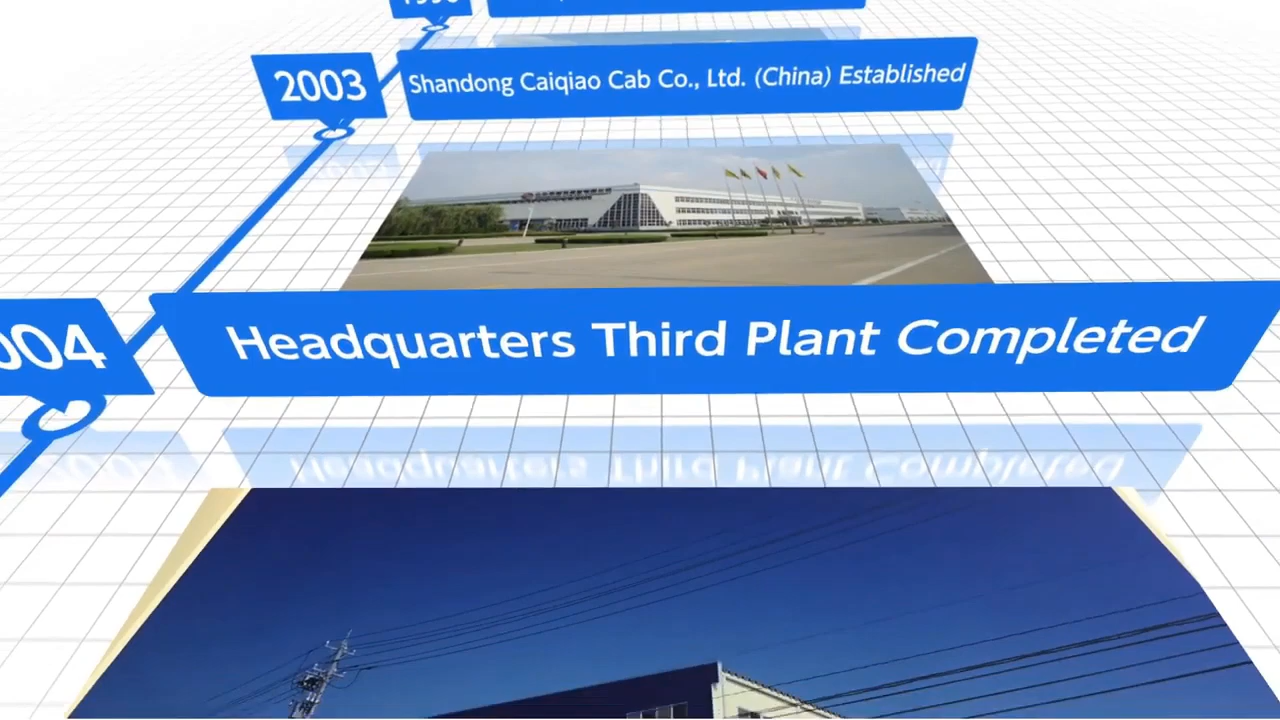 2003
Shandong Caiqiao Cab Co., Ltd. (China) Established
004
Headquarters Third Plant Completed